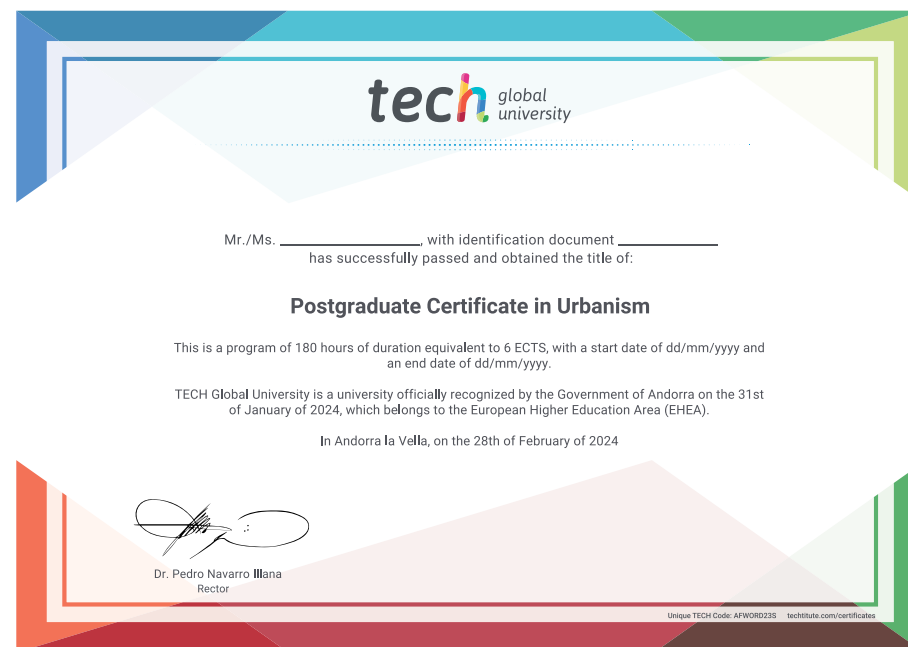 tech global university
Mr./Ms. ____________, with identification document ____________
has successfully passed and obtained the title of:
Postgraduate Certificate in Urbanism
This is a program of 180 hours of duration equivalent to 6 ECTS, with a start date of dd/mm/yyyy and
an end date of dd/mm/yyyy.
TECH Global University is a university officially recognized by the Government of Andorra on the 31st
of January of 2024, which belongs to the European Higher Education Area (EHEA).
In Andorra la Vella, on the 28th of February of 2024
Dr. Pedro Navarro Illana
Rector
Unique TECH Code: AFWORD23S techtitute.com/certificates